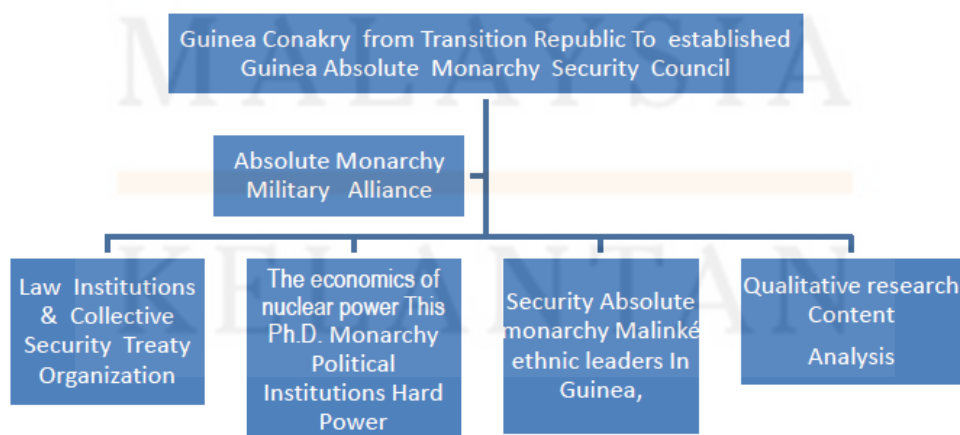 MALAYSIA
Guinea Conakry from Transition Republic To established
Guinea Absolute Monarchy Security Council
Absolute Monarchy
Military Alliance
KELANTAN
Law Institutions
& Collective
Security Treaty
Organization
The economics of
nuclear power This
Ph.D. Monarchy
Political
Institutions Hard
Power
Security Absolute
monarchy Malinké
ethnic leaders In
Guinea,
Qualitative research
Content
Analysis